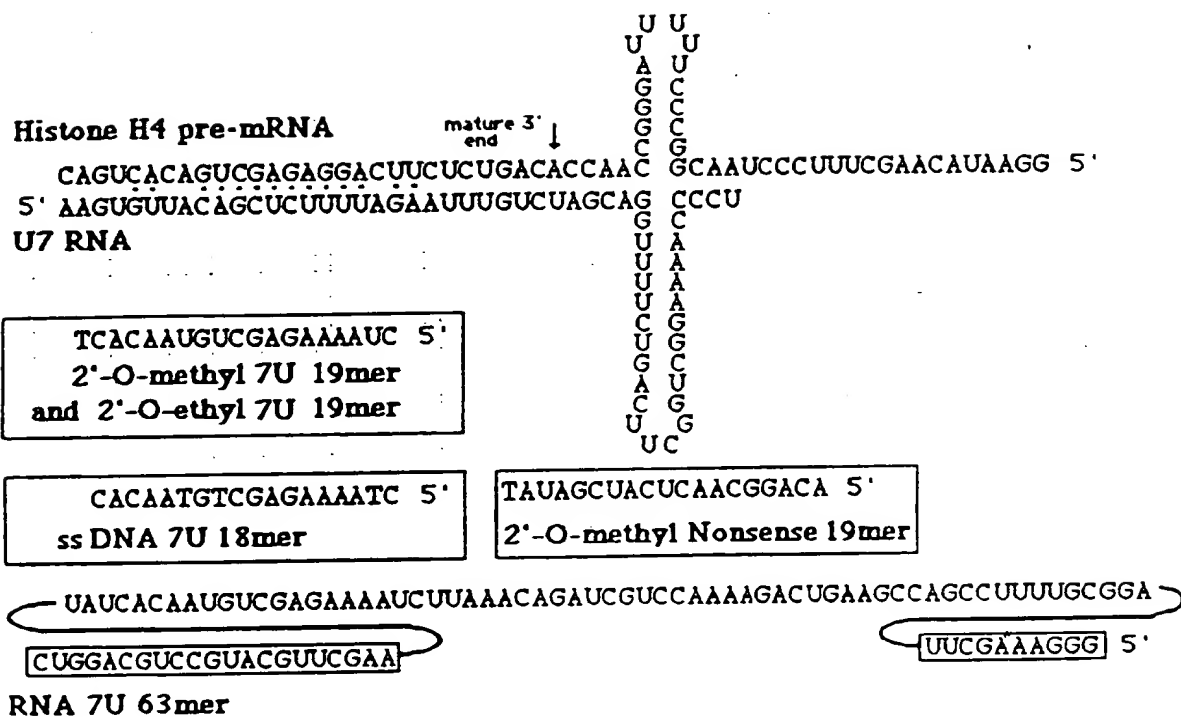 U U
U U
A U
G C
G C
Histone H4 pre-mRNA mature 3' end ↓ G C
C G
CAGUCACAGUCGAGAGGACUUCUCUGACACCAAC GCAAUCCCUUUCGAACAUAAGG 5'
5' AAGUGUUACAGCUCUUUUAGAAUUUGUCUAGCAG CCCU
G C
U7 RNA
U A
U A
U A
U A
C G
U G
G C
A U
C G
U G
U C
TCACAAUGUCGAGAAAAUC 5'
2'-O-methyl 7U 19mer
and 2'-O-ethyl 7U 19mer
CACAATGTCGAGAAAATC 5'
ss DNA 7U 18mer
TAUAGCUACUCAACGGACA 5'
2'-O-methyl Nonsense 19mer
UAUCACAAUGUCGAGAAAAUCUUAAACAGAUCGUCCAAAAGACUGAAGCCAGCCUUUUGCGGA
CUGGACGUCCGUACGUUCGAA
UUCGAAAGGG 5'
RNA 7U 63mer